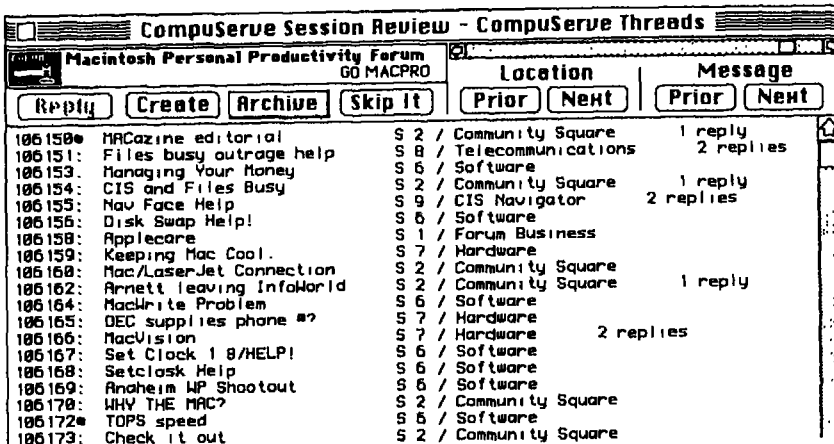 CompuServe Session Review - CompuServe Threads
Macintosh Personal Productivity Forum
GO MACPRO
Location
Message
Reply Create Archive Skip It Prior Next Prior Next
106150● MACazine editorial S 2 / Community Square 1 reply
106151: Files busy outrage help S 8 / Telecommunications 2 replies
106153. Managing Your Money S 6 / Software
106154: CIS and Files Busy S 2 / Community Square 1 reply
106155: Nav Face Help S 9 / CIS Navigator 2 replies
106156: Disk Swap Help! S 6 / Software
106158: Applecare S 1 / Forum Business
106159: Keeping Mac Cool. S 7 / Hardware
106160: Mac/LaserJet Connection S 2 / Community Square
106162: Arnett leaving InfoWorld S 2 / Community Square 1 reply
106164: MacWrite Problem S 6 / Software
106165: DEC supplies phone #? S 7 / Hardware
106166: MacVision S 7 / Hardware 2 replies
106167: Set Clock 1 8/HELP! S 6 / Software
106168: Setclosk Help S 6 / Software
106169: Anaheim WP Shootout S 6 / Software
106170: WHY THE MAC? S 2 / Community Square
106172● TOPS speed S 6 / Software
106173: Check it out S 2 / Community Square